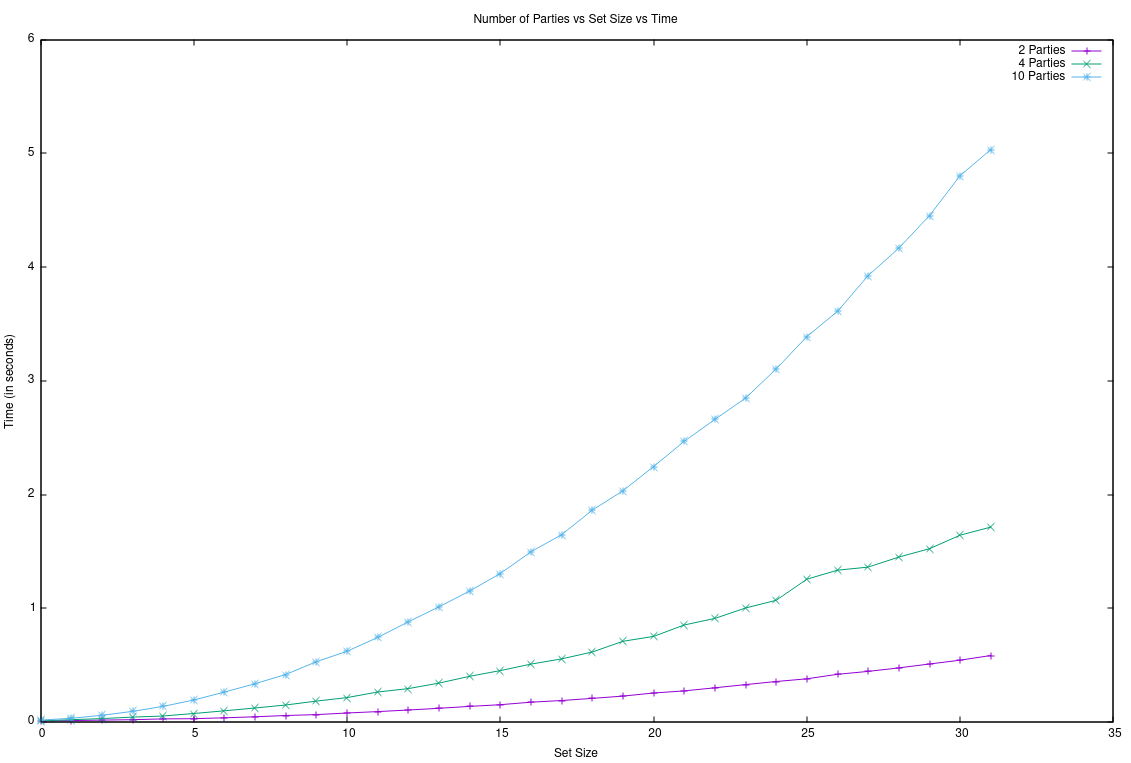 Number of Parties vs Set Size vs Time
2 Parties
4 Parties
10 Parties
6
5
4
3
2
1
0
Time (in seconds)
0 5 10 15 20 25 30 35
Set Size